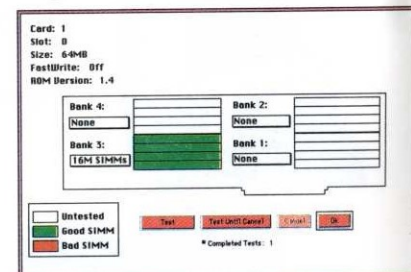 Card: 1
Slot: D
Size: 64MB
FastWrite: Off
ROM Version: 1.4
Bank 4:
None
Bank 2:
None
Bank 3:
16M SIMMs
Bank 1:
None
Untested
Good SIMM
Bad SIMM
Test
Test Until Cancel
Cancel
Ok
* Completed Tests: 1